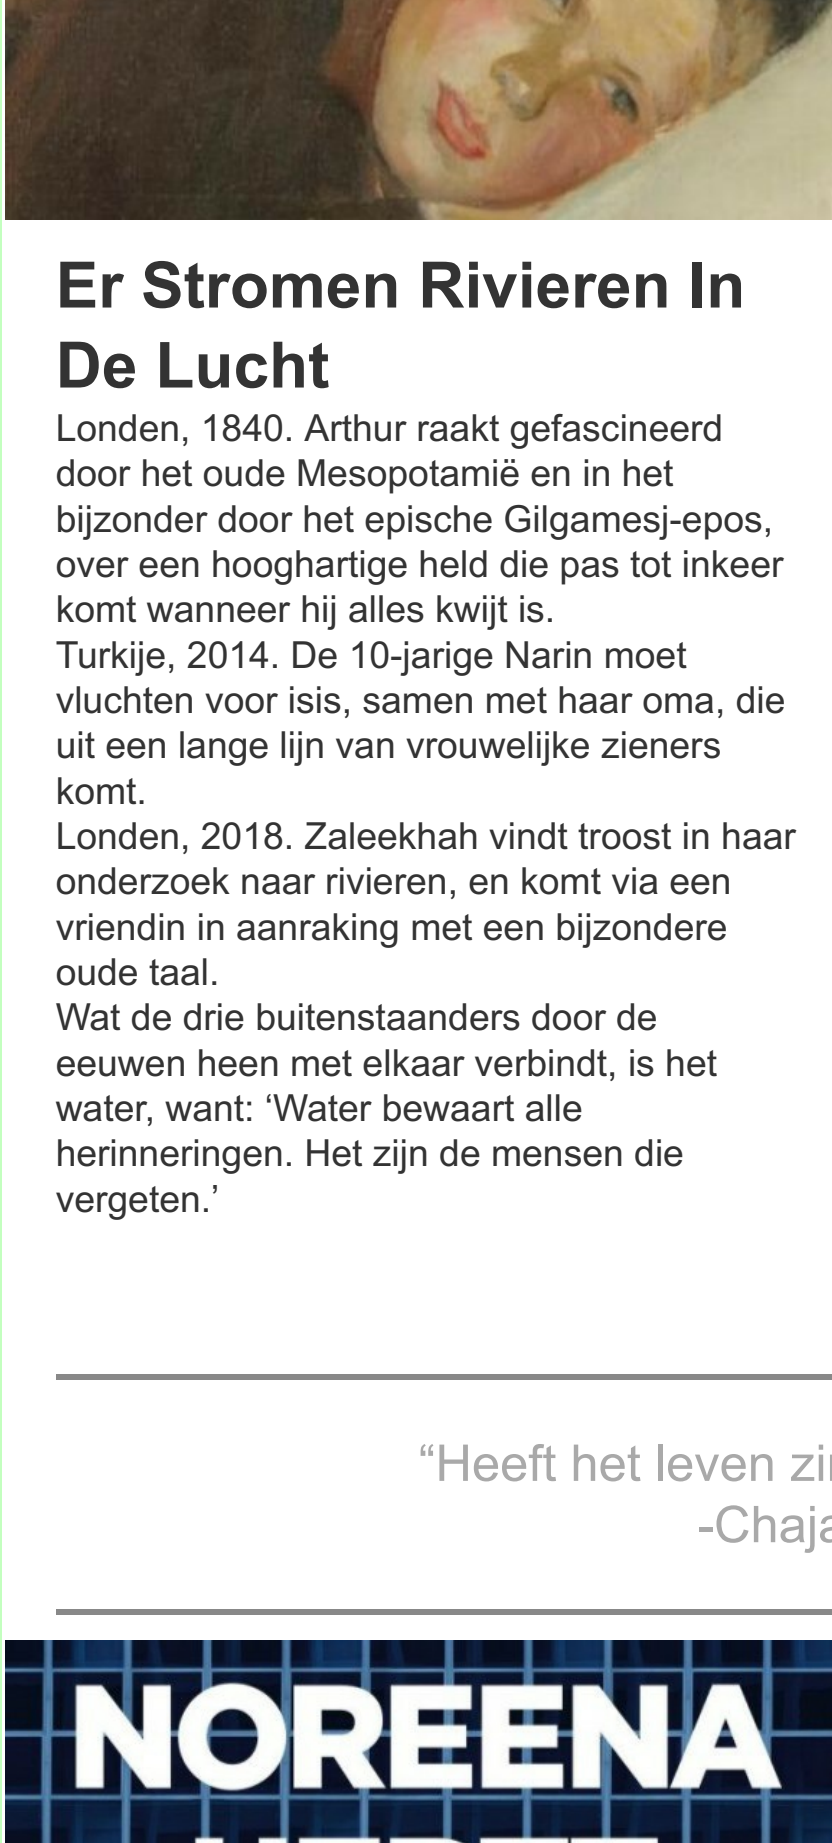 Er Stromen Rivieren In
De Lucht
Londen, 1840. Arthur raakt gefascineerd
door het oude Mesopotamië en in het
bijzonder door het epische Gilgamesj-epos,
over een hooghartige held die pas tot inkeer
komt wanneer hij alles kwijt is.
Turkije, 2014. De 10-jarige Narin moet
vluchten voor isis, samen met haar oma, die
uit een lange lijn van vrouwelijke zieners
komt.
Londen, 2018. Zaleekhah vindt troost in haar
onderzoek naar rivieren, en komt via een
vriendin in aanraking met een bijzondere
oude taal.
Wat de drie buitenstaanders door de
eeuwen heen met elkaar verbindt, is het
water, want: ‘Water bewaart alle
herinneringen. Het zijn de mensen die
vergeten.’
“Heeft het leven
NOREENA